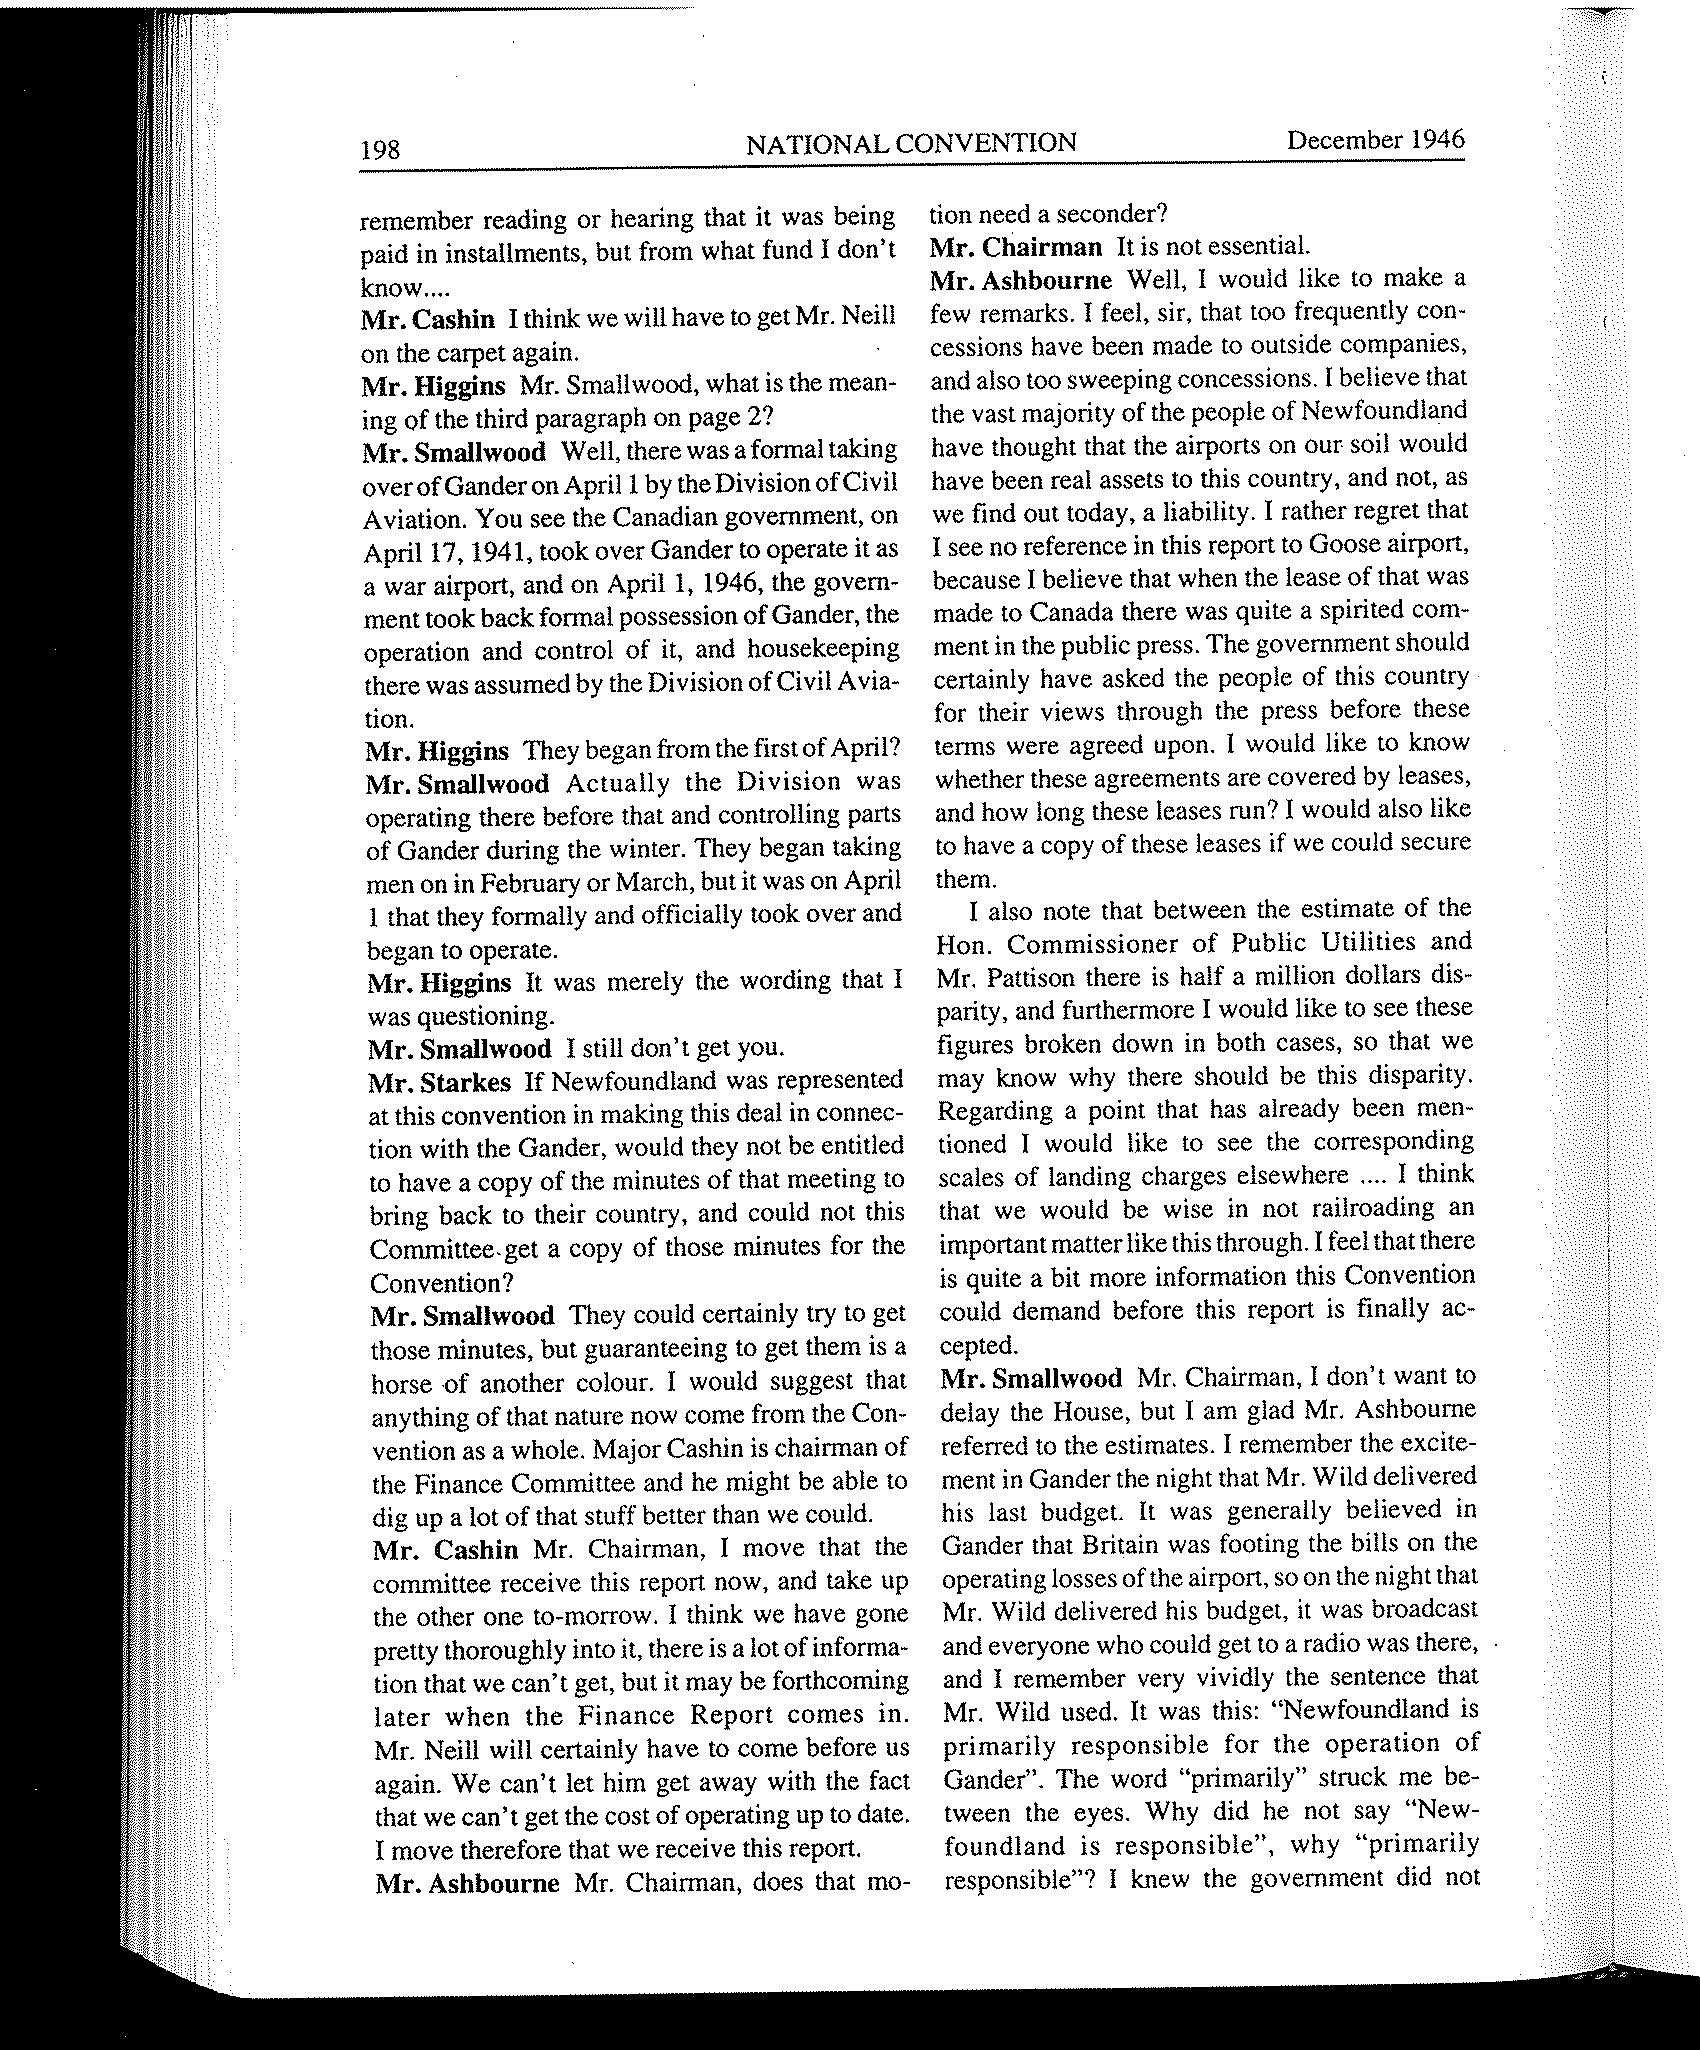 198
NATIONAL CONVENTION
December 1946
remember reading or hearing that it was being
paid in installments, but from what fund I don't
know....
Mr. Cashin I think we will have to get Mr. Neill
on the carpet again.
Mr. Higgins Mr. Smallwood, what is the mean-
ing of the third paragraph on page 2?
Mr. Smallwood Well, there was a formal taking
over of Gander on April 1 by the Division of Civil
Aviation. You see the Canadian government, on
April 17, 1941, took over Gander to operate it as
a war airport, and on April 1, 1946, the govern-
ment took back formal possession of Gander, the
operation and control of it, and housekeeping
there was assumed by the Division of Civil Avia-
tion.
Mr. Higgins They began from the first of April?
Mr. Smallwood Actually the Division was
operating there before that and controlling parts
of Gander during the winter. They began taking
men on in February or March, but it was on April
1 that they formally and officially took over and
began to operate.
Mr. Higgins It was merely the wording that I
was questioning.
Mr. Smallwood I still don't get you.
Mr. Starkes If Newfoundland was represented
at this convention in making this deal in connec-
tion with the Gander, would they not be entitled
to have a copy of the minutes of that meeting to
bring back to their country, and could not this
Committee get a copy of those minutes for the
Convention?
Mr. Smallwood They could certainly try to get
those minutes, but guaranteeing to get them is a
horse of another colour. I would suggest that
anything of that nature now come from the Con-
vention as a whole. Major Cashin is chairman of
the Finance Committee and he might be able to
dig up a lot of that stuff better than we could.
Mr. Cashin Mr. Chairman, I move that the
committee receive this report now, and take up
the other one to-morrow. I think we have gone
pretty thoroughly into it, there is a lot of informa-
tion that we can't get, but it may be forthcoming
later when the Finance Report comes in.
Mr. Neill will certainly have to come before us
again. We can't let him get away with the fact
that we can't get the cost of operating up to date.
I move therefore that we receive this report.
Mr. Ashbourne Mr. Chairman, does that mo-
tion need a seconder?
Mr. Chairman It is not essential.
Mr. Ashbourne Well, I would like to make a
few remarks. I feel, sir, that too frequently con-
cessions have been made to outside companies,
and also too sweeping concessions. I believe that
the vast majority of the people of Newfoundland
have thought that the airports on our soil would
have been real assets to this country, and not, as
we find out today, a liability. I rather regret that
I see no reference in this report to Goose airport,
because I believe that when the lease of that was
made to Canada there was quite a spirited com-
ment in the public press. The government should
certainly have asked the people of this country
for their views through the press before these
terms were agreed upon. I would like to know
whether these agreements are covered by leases,
and how long these leases run? I would also like
to have a copy of these leases if we could secure
them.
I also note that between the estimate of the
Hon. Commissioner of Public Utilities and
Mr. Pattison there is half a million dollars dis-
parity, and furthermore I would like to see these
figures broken down in both cases, so that we
may know why there should be this disparity.
Regarding a point that has already been men-
tioned I would like to see the corresponding
scales of landing charges elsewhere .... I think
that we would be wise in not railroading an
important matter like this through. I feel that there
is quite a bit more information this Convention
could demand before this report is finally ac-
cepted.
Mr. Smallwood Mr. Chairman, I don't want to
delay the House, but I am glad Mr. Ashbourne
referred to the estimates. I remember the excite-
ment in Gander the night that Mr. Wild delivered
his last budget. It was generally believed in
Gander that Britain was footing the bills on the
operating losses of the airport, so on the night that
Mr. Wild delivered his budget, it was broadcast
and everyone who could get to a radio was there,
and I remember very vividly the sentence that
Mr. Wild used. It was this: "Newfoundland is
primarily responsible for the operation of
Gander". The word "primarily" struck me be-
tween the eyes. Why did he not say "New-
foundland is responsible", why "primarily
responsible"? I knew the government did not